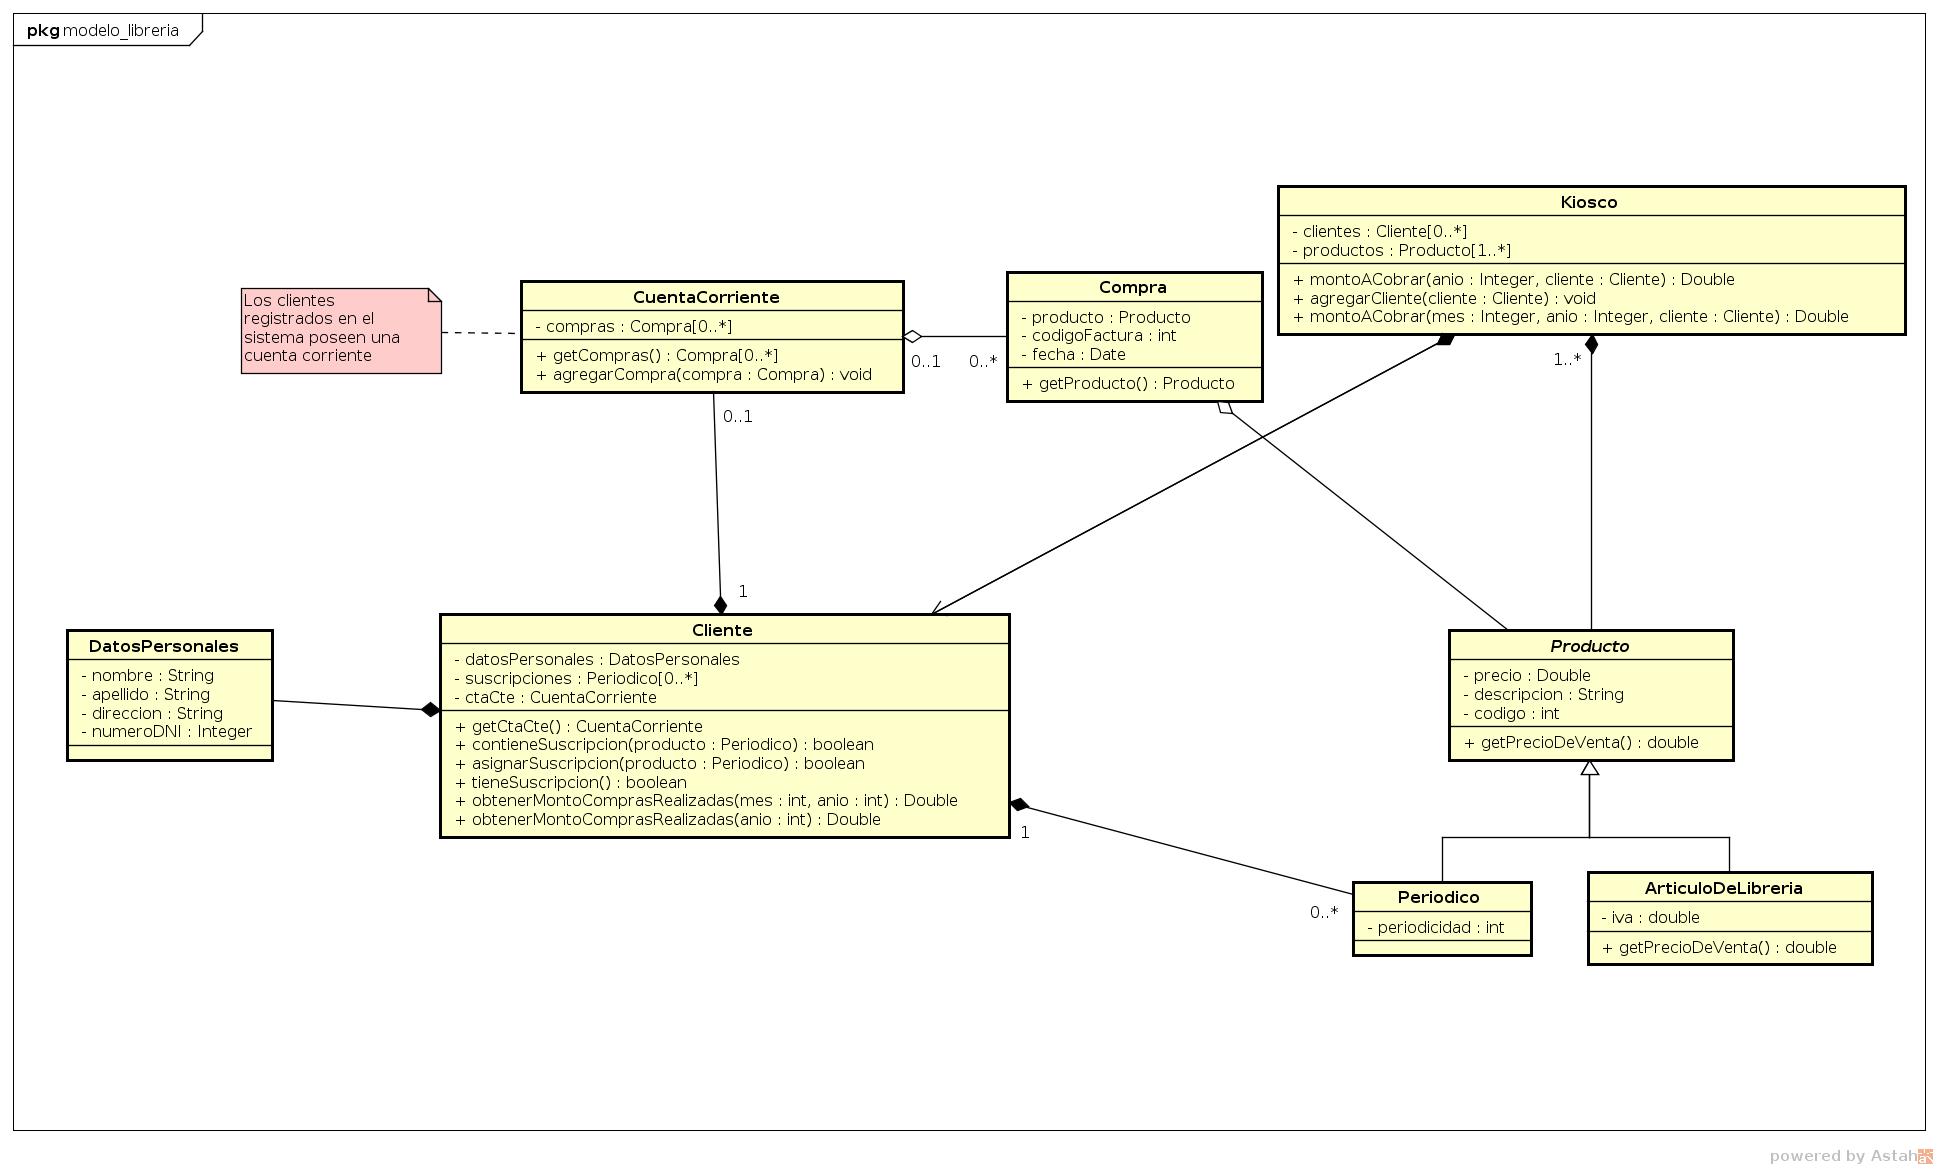 pkg modelo_libreria
Kiosco
- clientes : Cliente[0..*]
- productos : Producto[1..*]
+ montoACobrar(anio : Integer, cliente : Cliente) : Double
+ agregarCliente(cliente : Cliente) : void
+ montoACobrar(mes : Integer, anio : Integer, cliente : Cliente) : Double
1..*
Los clientes
registrados en el
sistema poseen una
cuenta corriente
CuentaCorriente
- compras : Compra[0..*]
+ getCompras() : Compra[0..*]
+ agregarCompra(compra : Compra) : void
0..1
0..*
Compra
- producto : Producto
- codigoFactura : int
- fecha : Date
+ getProducto() : Producto
0..1
1
DatosPersonales
- nombre : String
- apellido : String
- direccion : String
- numeroDNI : Integer
Cliente
- datosPersonales : DatosPersonales
- suscripciones : Periodico[0..*]
- ctaCte : CuentaCorriente
+ getCtaCte() : CuentaCorriente
+ contieneSuscripcion(producto : Periodico) : boolean
+ asignarSuscripcion(producto : Periodico) : boolean
+ tieneSuscripcion() : boolean
+ obtenerMontoComprasRealizadas(mes : int, anio : int) : Double
+ obtenerMontoComprasRealizadas(anio : int) : Double
1
0..*
Producto
- precio : Double
- descripcion : String
- codigo : int
+ getPrecioDeVenta() : double
Periodico
- periodicidad : int
ArticuloDeLibreria
- iva : double
+ getPrecioDeVenta() : double
powered by Astah